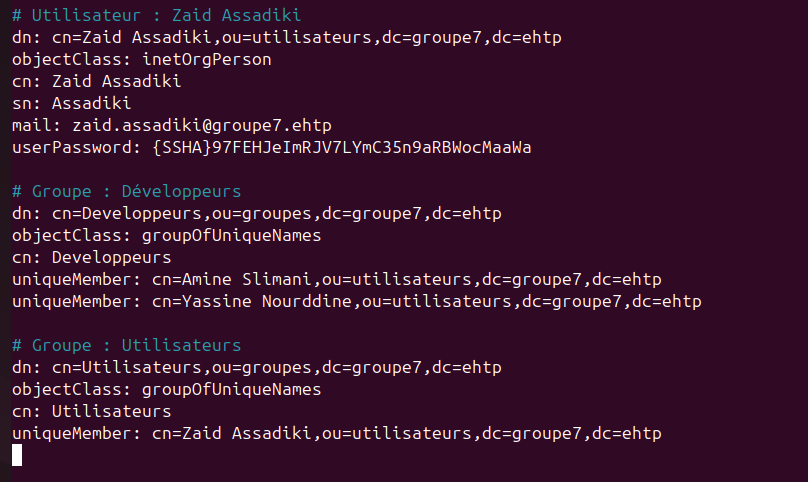 # Utilisateur : Zaid Assadiki
dn: cn=Zaid Assadiki,ou=utilisateurs,dc=groupe7,dc=ehtp
objectClass: inetOrgPerson
cn: Zaid Assadiki
sn: Assadiki
mail: zaid.assadiki@groupe7.ehtp
userPassword: {SSHA}97FEHJeImRJV7LYmC35n9aRBWocMaaWa
# Groupe : Développeurs
dn: cn=Developpeurs,ou=groupes,dc=groupe7,dc=ehtp
objectClass: groupOfUniqueNames
cn: Developpeurs
uniqueMember: cn=Amine Slimani,ou=utilisateurs,dc=groupe7,dc=ehtp
uniqueMember: cn=Yassine Nourddine,ou=utilisateurs,dc=groupe7,dc=ehtp
# Groupe : Utilisateurs
dn: cn=Utilisateurs,ou=groupes,dc=groupe7,dc=ehtp
objectClass: groupOfUniqueNames
cn: Utilisateurs
uniqueMember: cn=Zaid Assadiki,ou=utilisateurs,dc=groupe7,dc=ehtp